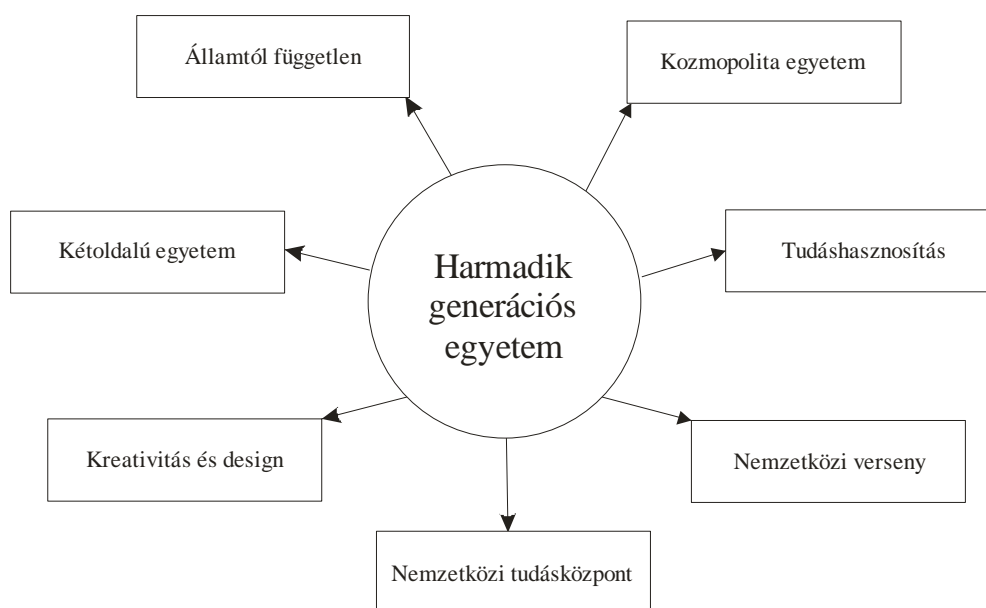 Államtól független
Kozmopolita egyetem
Kétoldalú egyetem
Tudáshasznosítás
Harmadik
generációs
egyetem
Kreativitás és design
Nemzetközi verseny
Nemzetközi tudásközpont